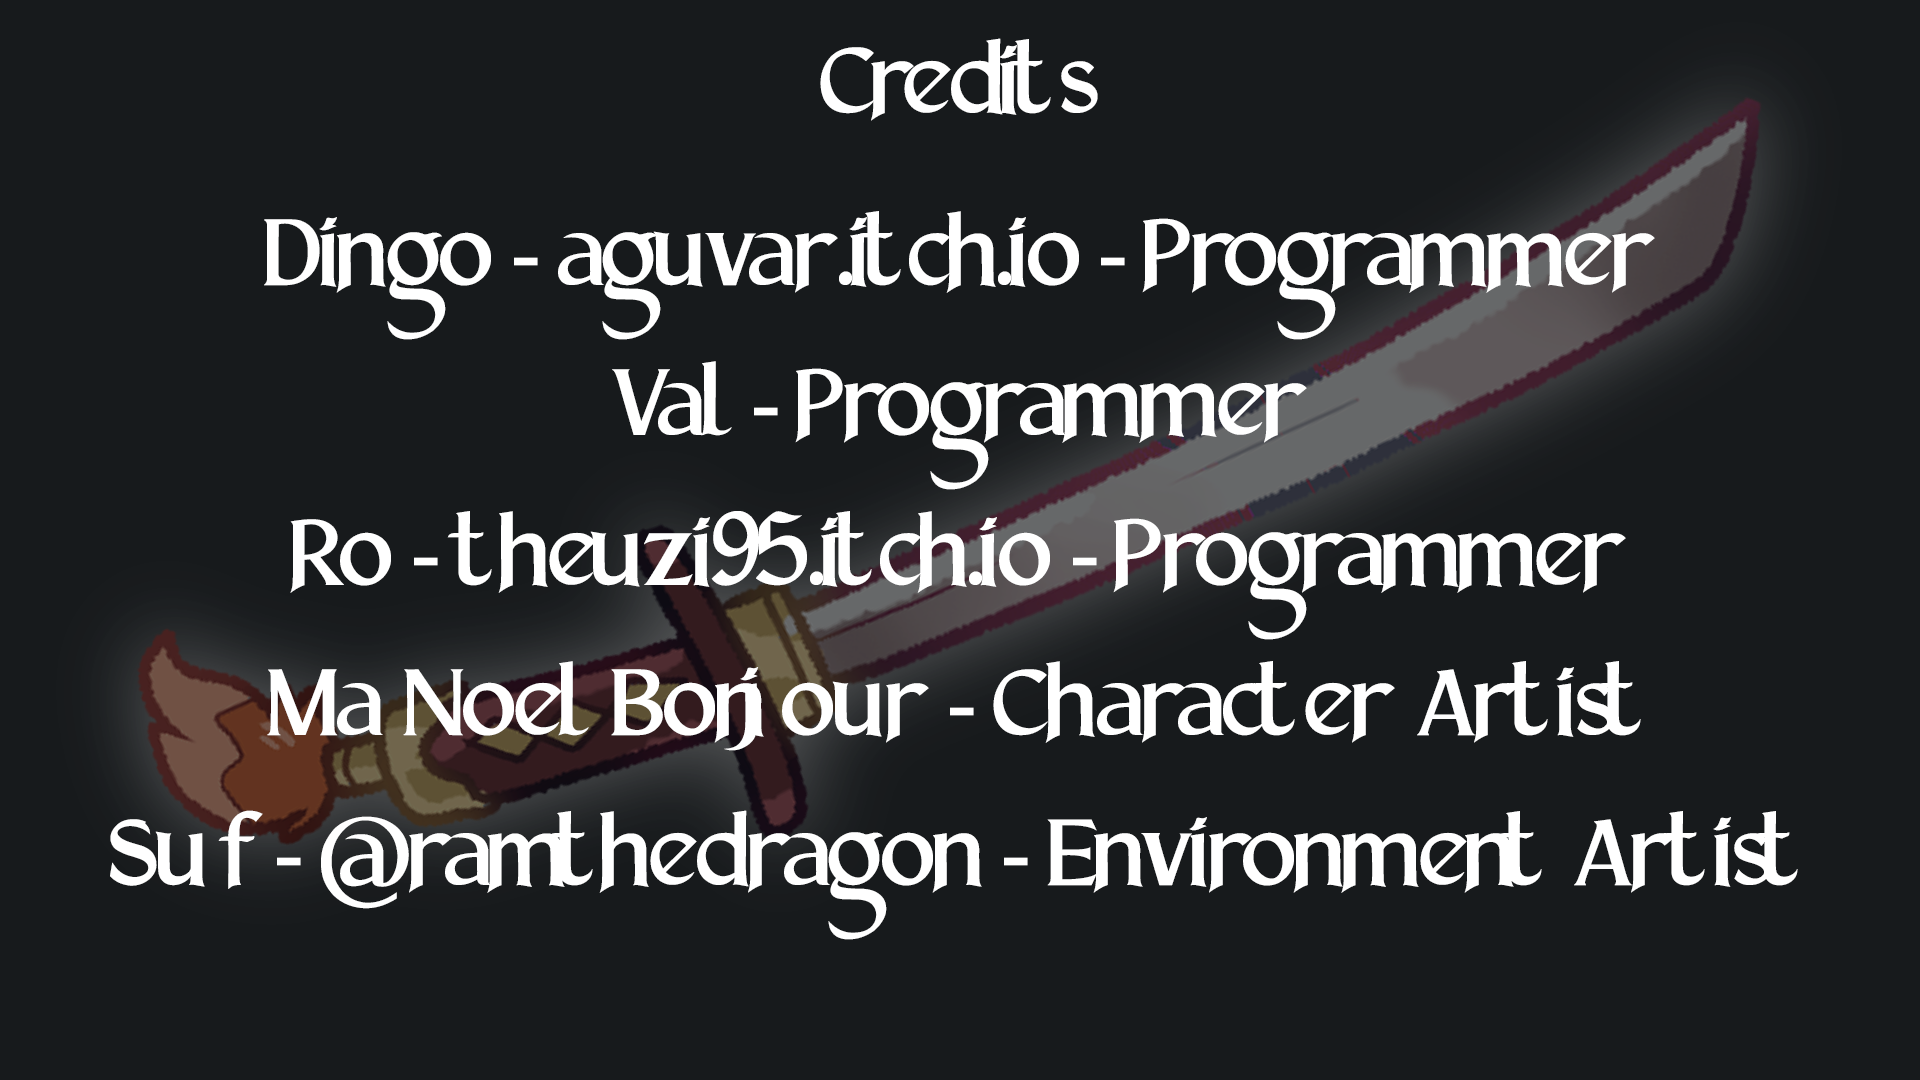 Credits
Dingo - aguvar.itch.io - Programmer
Val - Programmer
Ro - theuzi95.itch.io - Programmer
Ma Noel Bonjour - Character Artist
Suf - @ramthedragon - Environment Artist